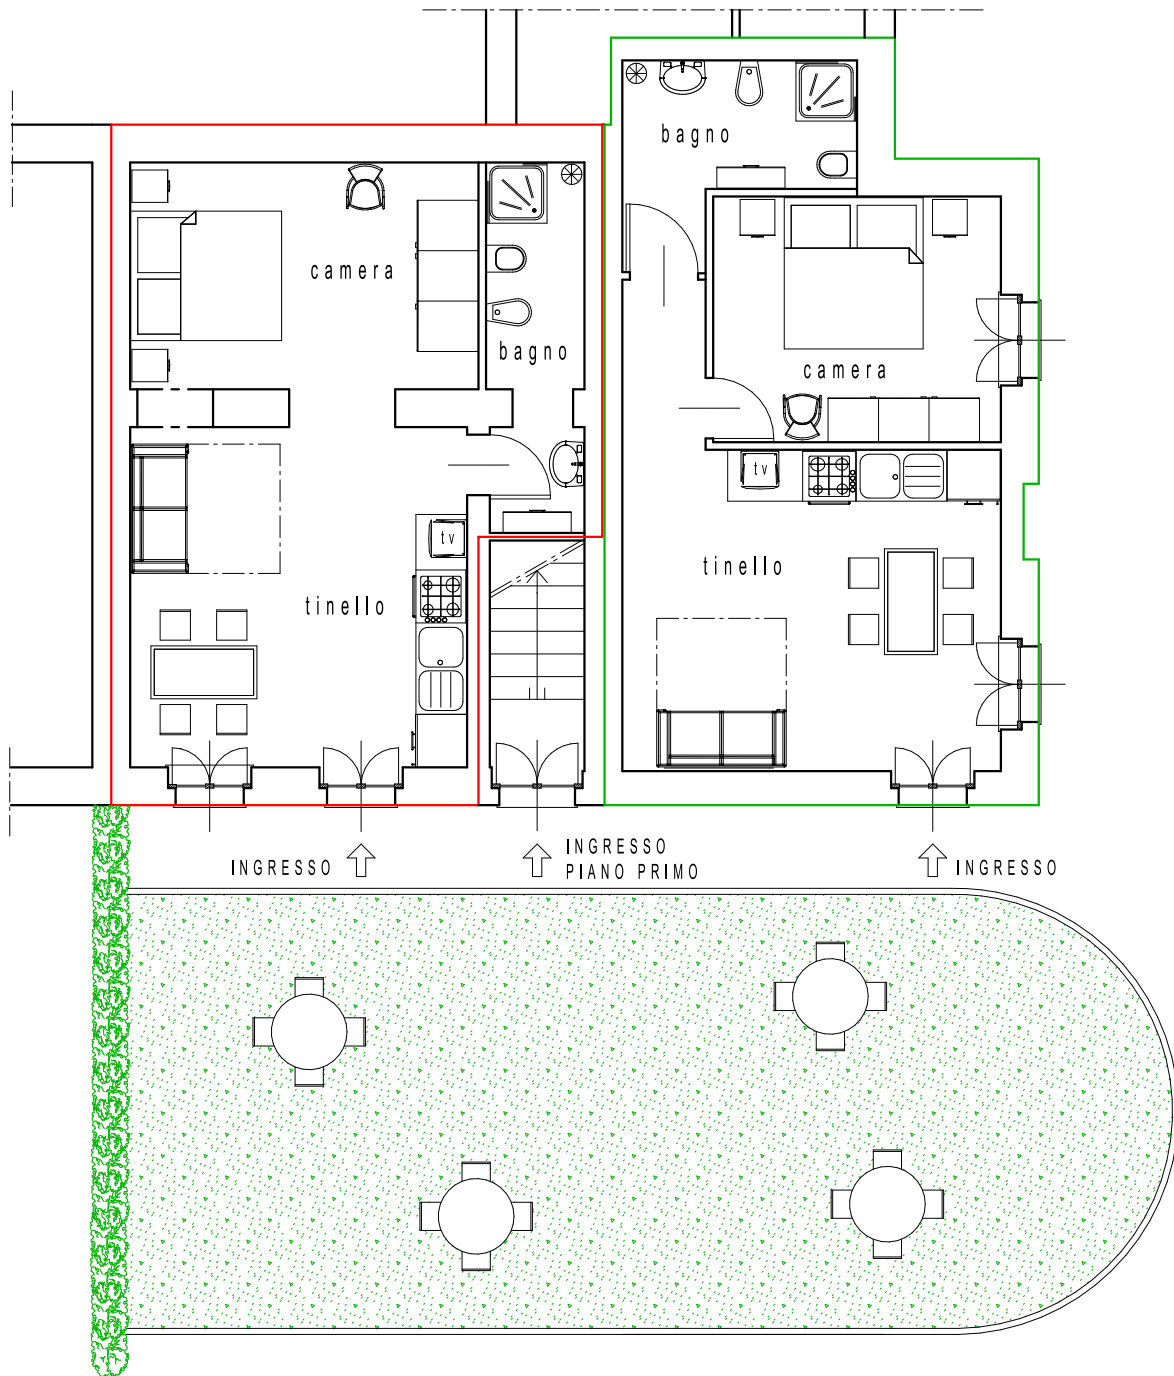 bagno
camera
bagno
camera
tv
tv
tinello
tinello
INGRESSO
INGRESSO
PIANO PRIMO
INGRESSO